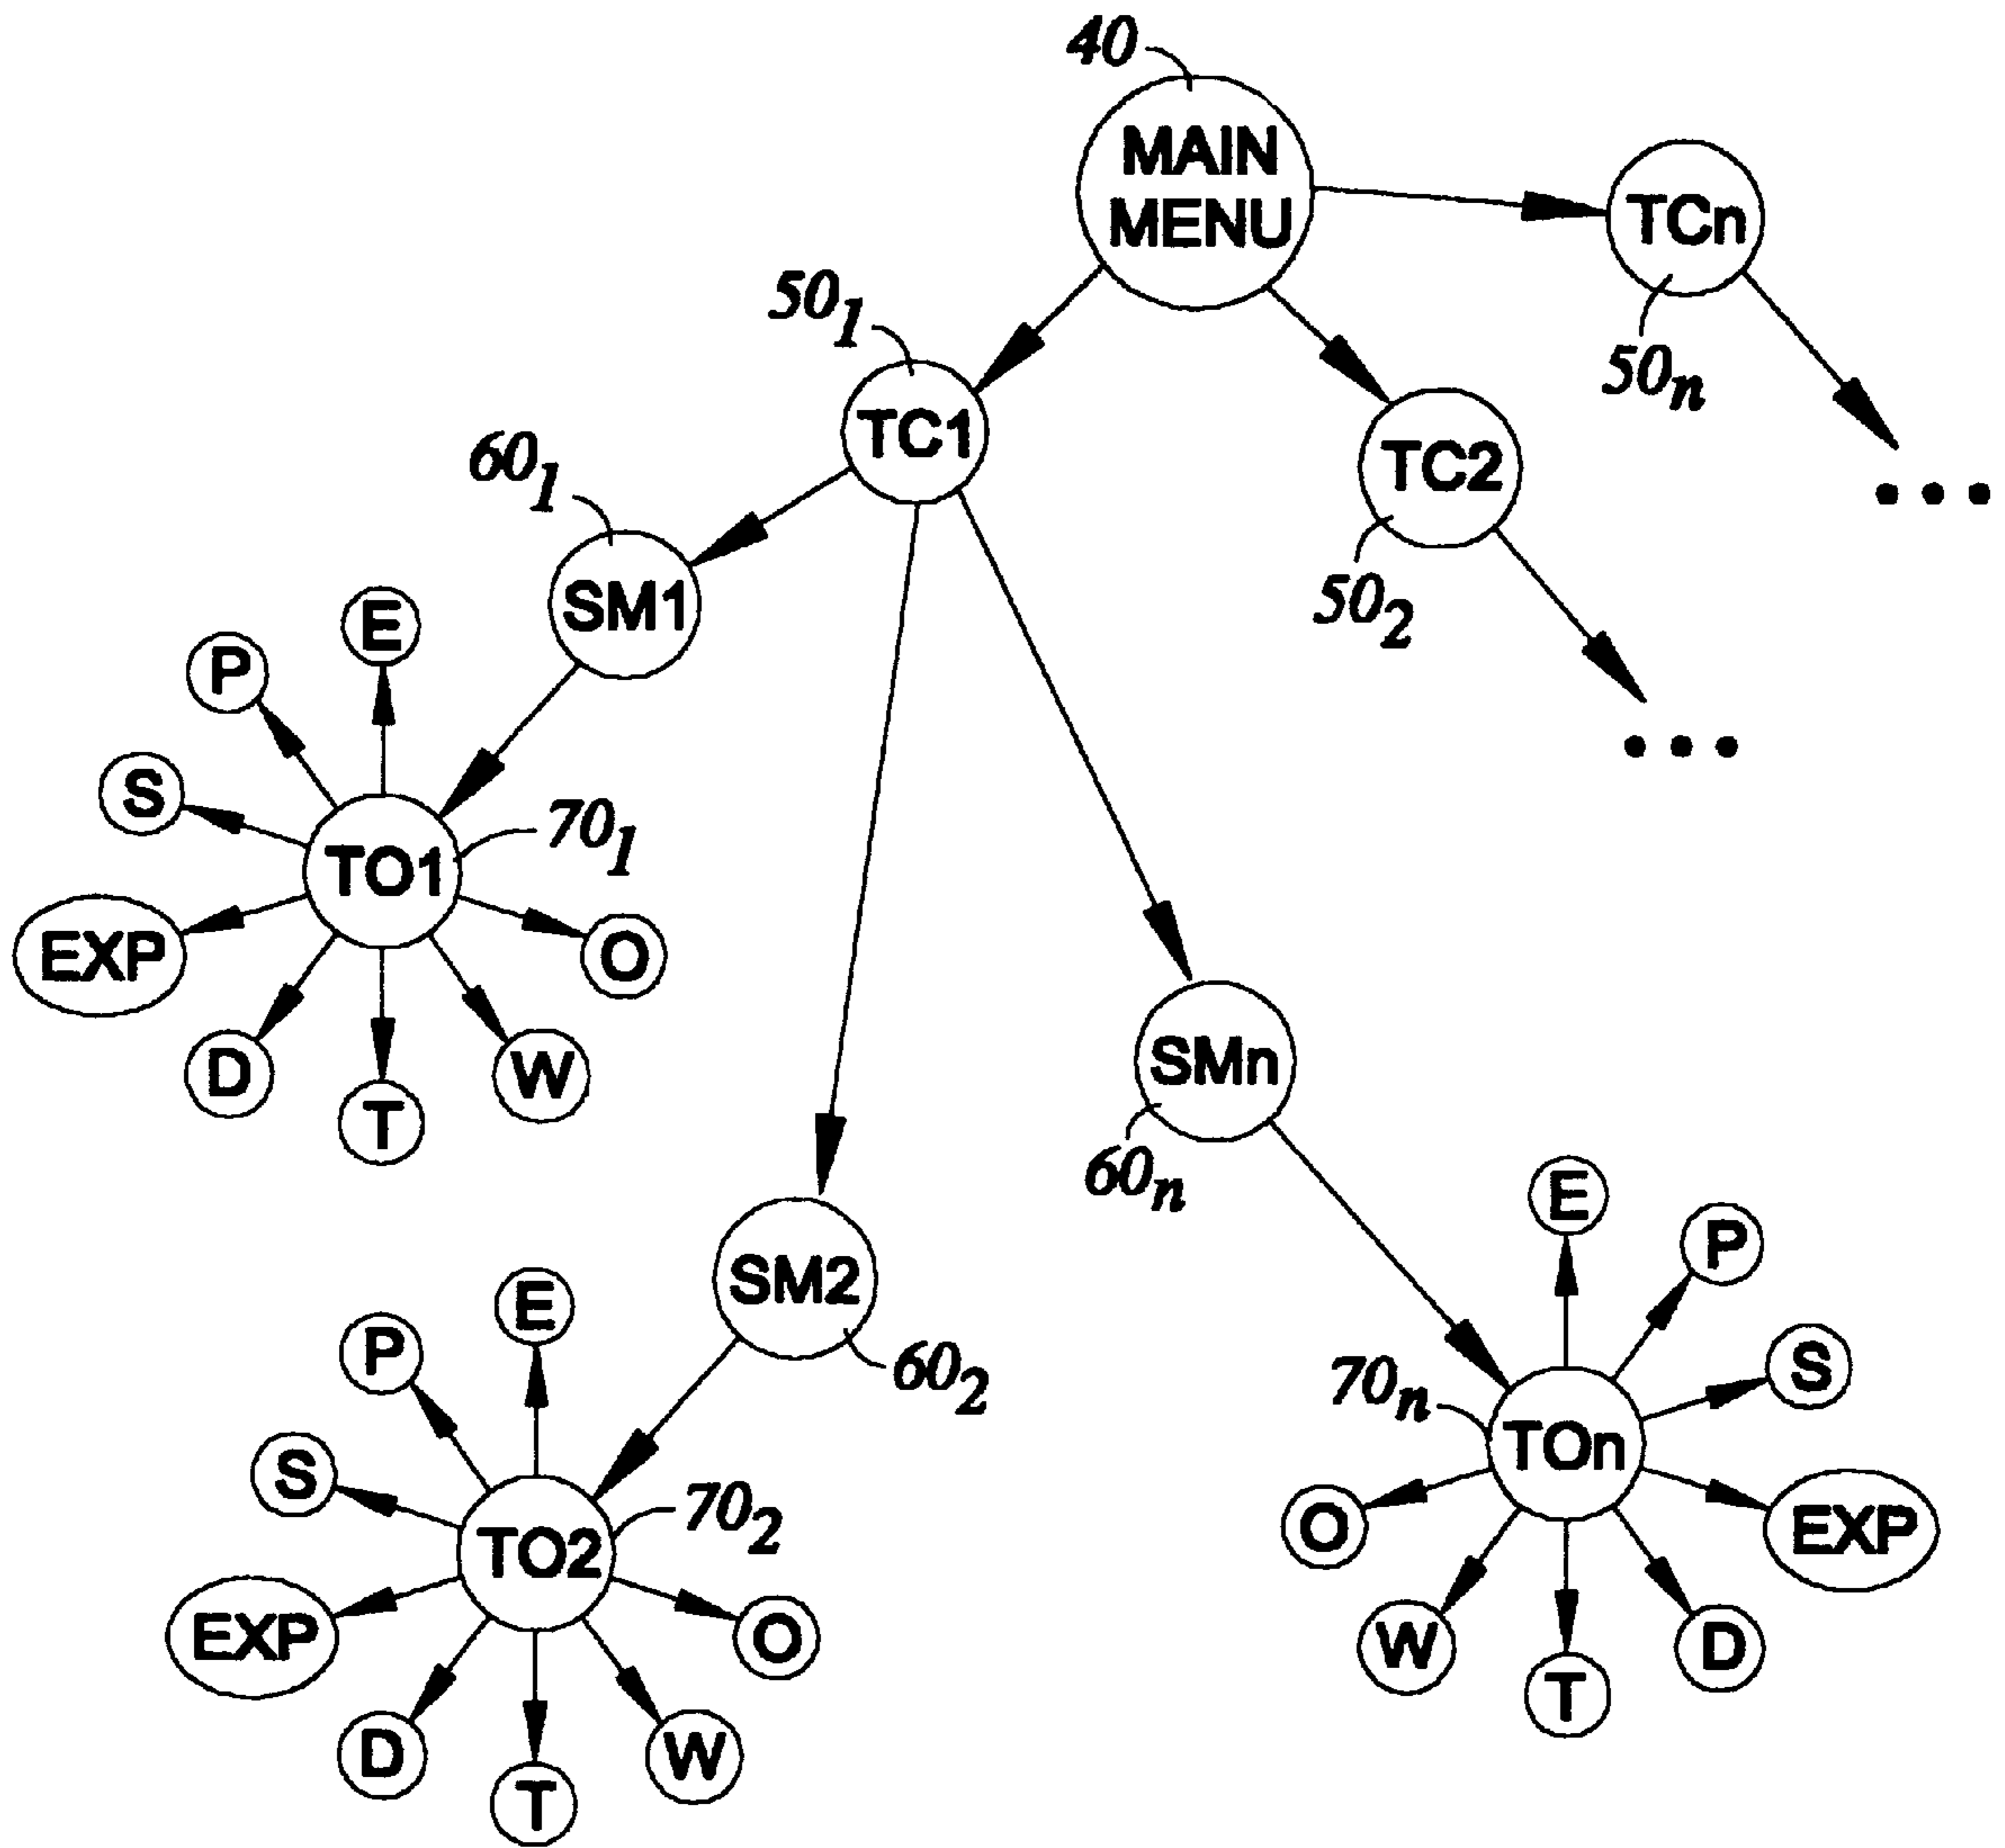 40
MAIN
MENU
TCn
50n
501
TC1
TC2
502
...
601
SM1
...
E
P
S
TO1
701
EXP
O
D
W
T
SMn
60n
SM2
602
E
P
S
TO2
702
EXP
O
D
W
T
E
P
S
70n
TOn
O
EXP
W
D
T